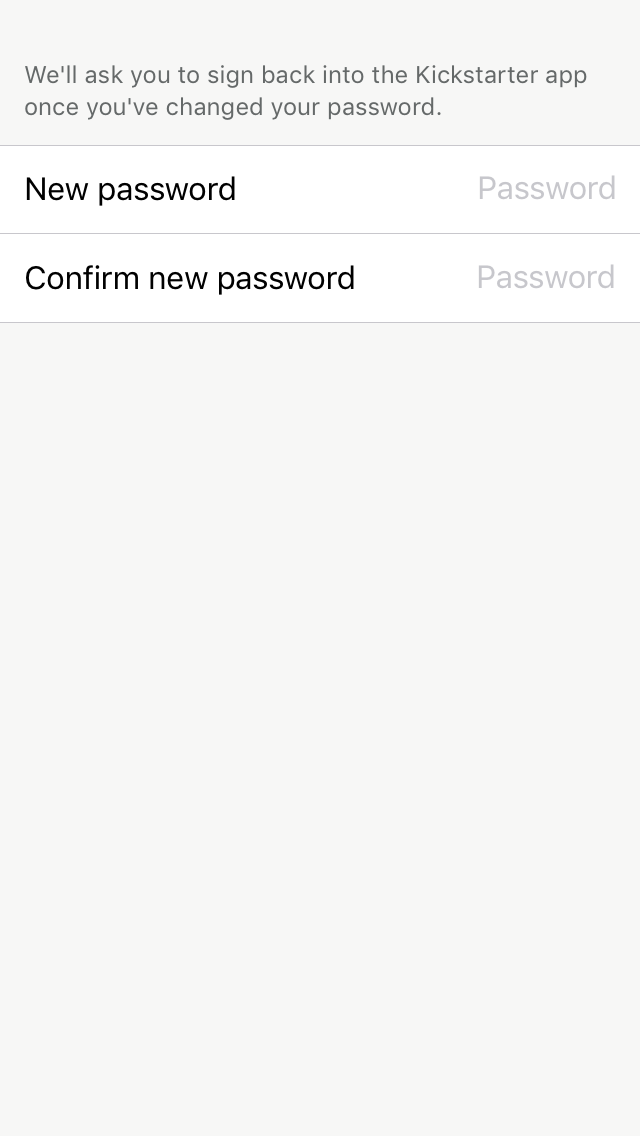 We'll ask you to sign back into the Kickstarter app
once you've changed your password.
New password Password
Confirm new password Password